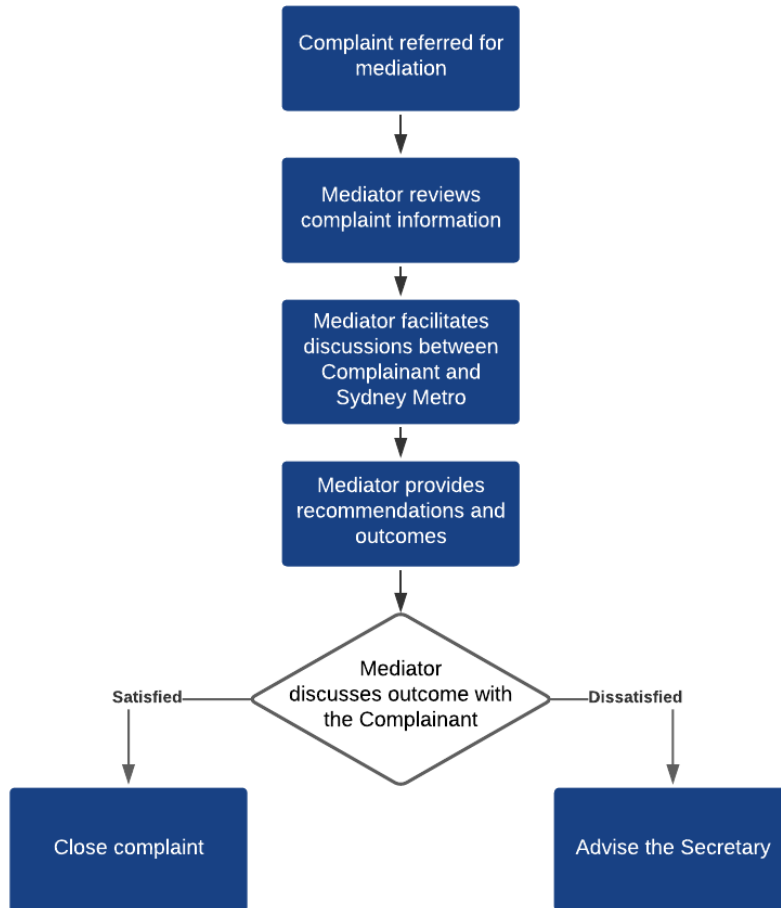 Complaint referred for
mediation
Mediator reviews
complaint information
Mediator facilitates
discussions between
Complainant and
Sydney Metro
Mediator provides
recommendations and
outcomes
Mediator
discusses outcome with
the Complainant
Satisfied
Dissatisfied
Close complaint
Advise the Secretary